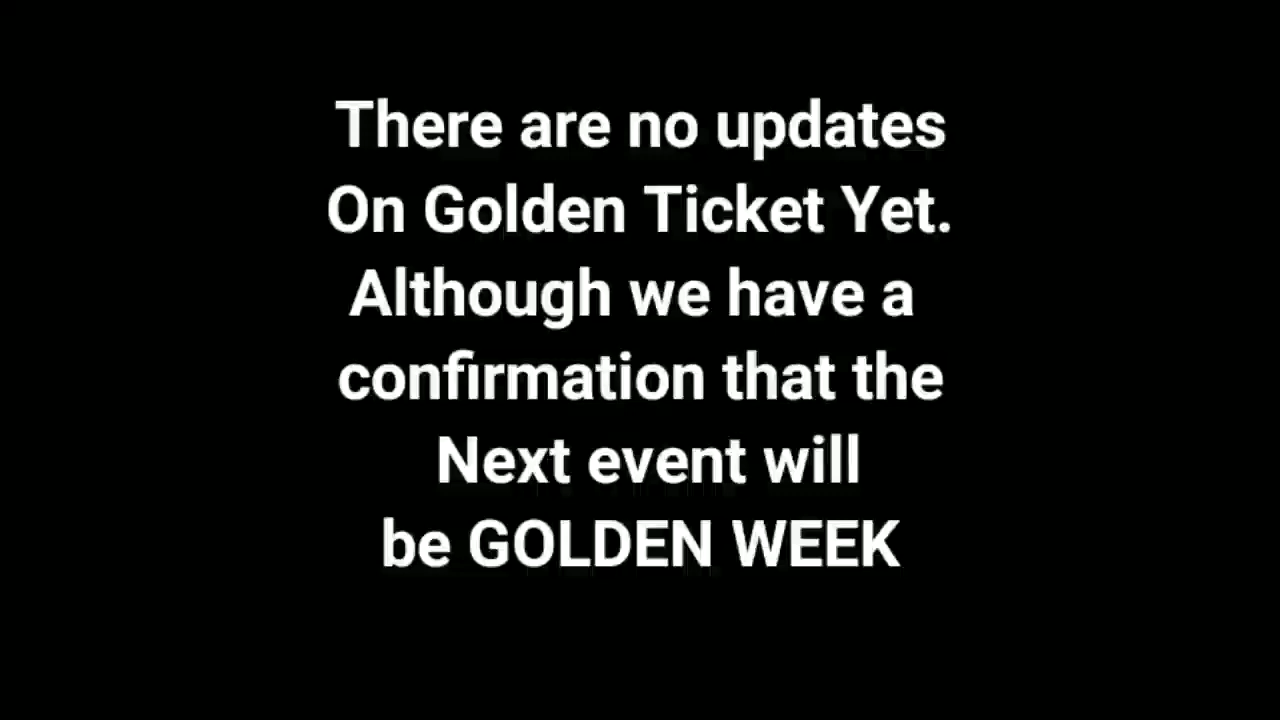 There are no updates
On Golden Ticket Yet.
Although we have a
confirmation that the
Next event will
be GOLDEN WEEK